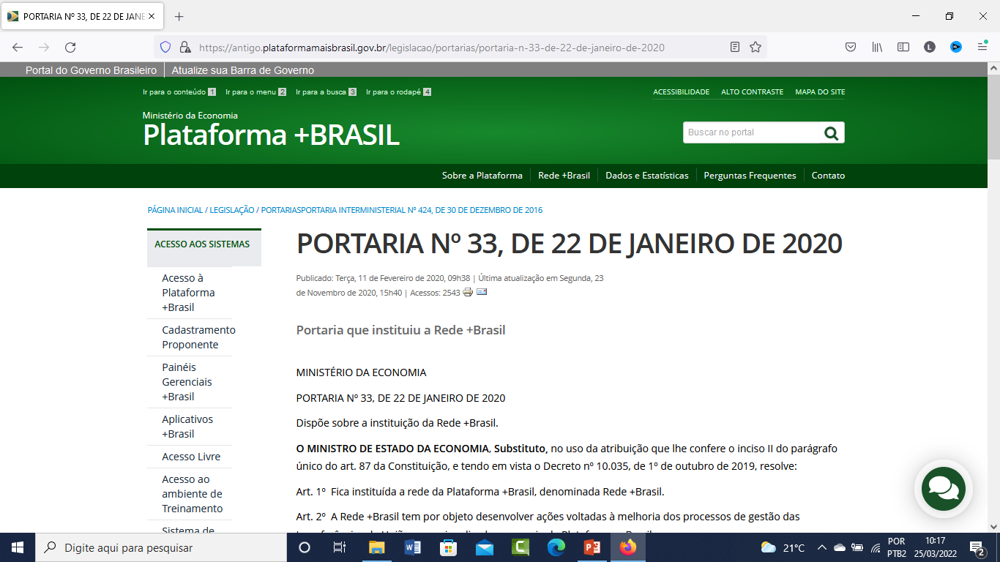 PORTARIA Nº 33, DE 22 DE JANE
https://antigo.plataformamaisbrasil.gov.br/legislacao/portarias/portaria-n-33-de-22-de-janeiro-de-2020
L
Portal do Governo Brasileiro
Atualize sua Barra de Governo
Ir para o conteúdo 1 Ir para o menu 2 Ir para a busca 3 Ir para o rodapé 4
ACESSIBILIDADE ALTO CONTRASTE MAPA DO SITE
Ministério da Economia
Plataforma +BRASIL
Buscar no portal
Sobre a Plataforma Rede +Brasil Dados e Estatísticas Perguntas Frequentes Contato
PÁGINA INICIAL / LEGISLAÇÃO / PORTARIASPORTARIA INTERMINISTERIAL Nº 424, DE 30 DE DEZEMBRO DE 2016
ACESSO AOS SISTEMAS
Acesso à
Plataforma
+Brasil
Cadastramento
Proponente
Painéis
Gerenciais
+Brasil
Aplicativos
+Brasil
Acesso Livre
Acesso ao
ambiente de
Treinamento
Sistema de
PORTARIA Nº 33, DE 22 DE JANEIRO DE 2020
Publicado: Terça, 11 de Fevereiro de 2020, 09h38 | Última atualização em Segunda, 23
de Novembro de 2020, 15h40 | Acessos: 2543
Portaria que instituiu a Rede +Brasil
MINISTÉRIO DA ECONOMIA
PORTARIA Nº 33, DE 22 DE JANEIRO DE 2020
Dispõe sobre a instituição da Rede +Brasil.
O MINISTRO DE ESTADO DA ECONOMIA, Substituto, no uso da atribuição que lhe confere o inciso II do parágrafo
único do art. 87 da Constituição, e tendo em vista o Decreto nº 10.035, de 1º de outubro de 2019, resolve:
Art. 1º Fica instituída a rede da Plataforma +Brasil, denominada Rede +Brasil.
Art. 2º A Rede +Brasil tem por objeto desenvolver ações voltadas à melhoria dos processos de gestão das
Digite aqui para pesquisar
21°C
POR
PTB2
10:17
25/03/2022
2